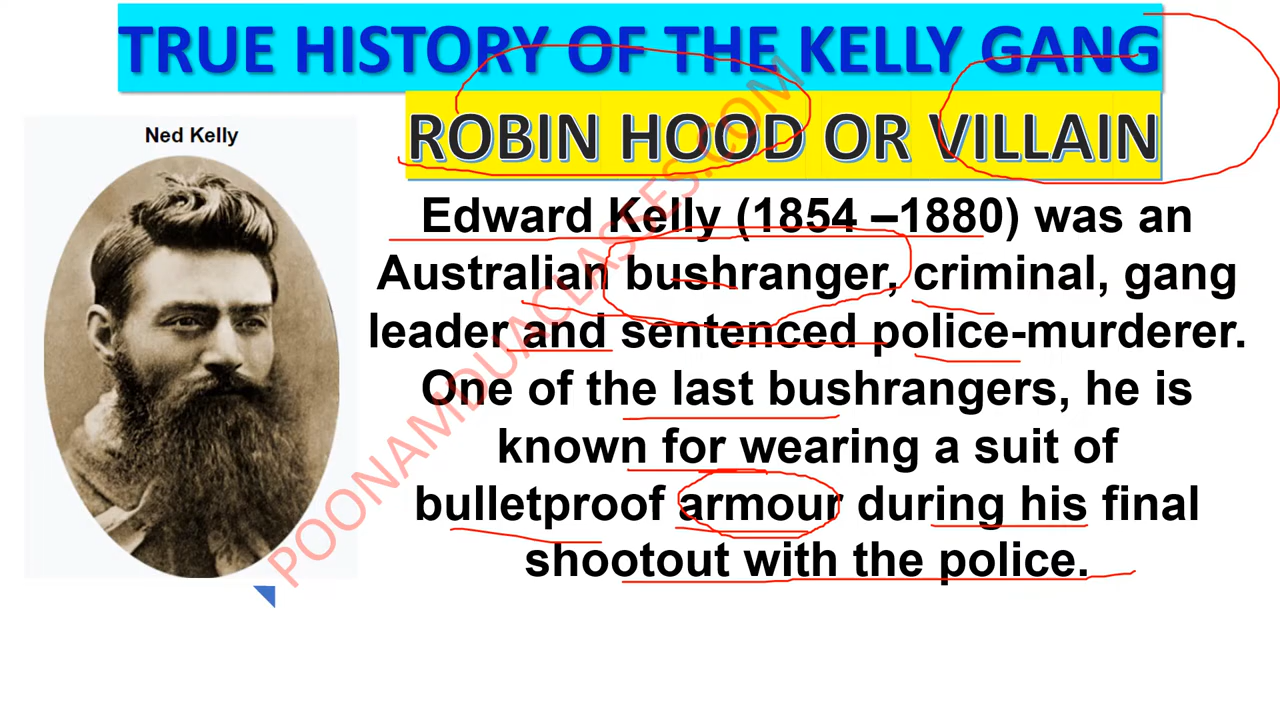 TRUE HISTORY OF THE KELLY GANG
ROBIN HOOD OR VILLAIN
Ned Kelly
Edward Kelly (1854 –1880) was an
Australian bushranger, criminal, gang
leader and sentenced police-murderer.
One of the last bushrangers, he is
known for wearing a suit of
bulletproof armour during his final
shootout with the police.
POONAMDUACLASSES.COM